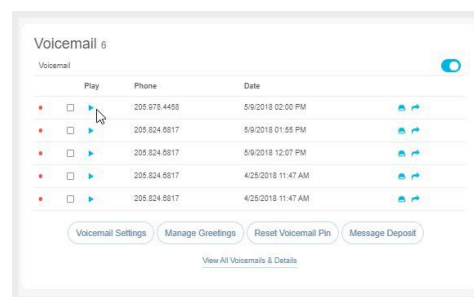 Voicemail 6
Voicemail
Play Phone Date
205.978.4458 5/9/2018 02:00 PM
205.824.6817 5/9/2018 01:55 PM
205.824.6817 5/9/2018 12:07 PM
205.824.6817 4/25/2018 11:47 AM
205.824.6817 4/25/2018 11:47 AM
Voicemail Settings Manage Greetings Reset Voicemail Pin Message Deposit
View All Voicemails & Details